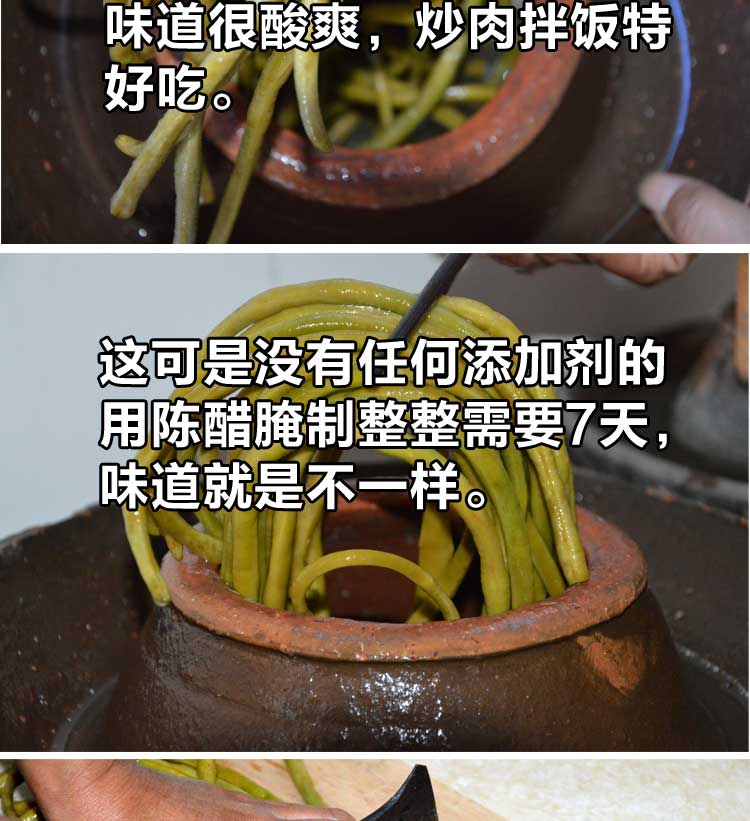 味道很酸爽，炒肉拌饭特
好吃。
这可是没有任何添加剂的
用陈醋腌制整整需要7天，
味道就是不一样。